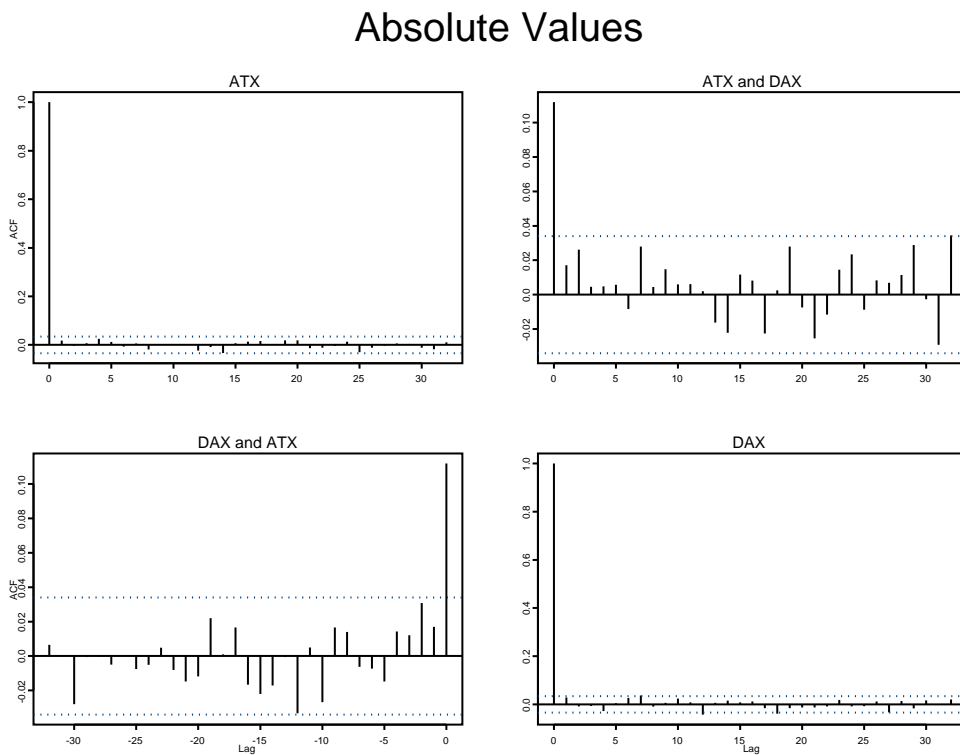 Absolute Values
ATX
ACF
0.0 0.2 0.4 0.6 0.8 1.0
0 5 10 15 20 25 30
ATX and DAX
-0.02 0.0 0.02 0.04 0.06 0.08 0.10
0 5 10 15 20 25 30
DAX and ATX
ACF
-0.02 0.0 0.02 0.04 0.06 0.08 0.10
-30 -25 -20 -15 -10 -5 0
Lag
DAX
0.0 0.2 0.4 0.6 0.8 1.0
0 5 10 15 20 25 30
Lag